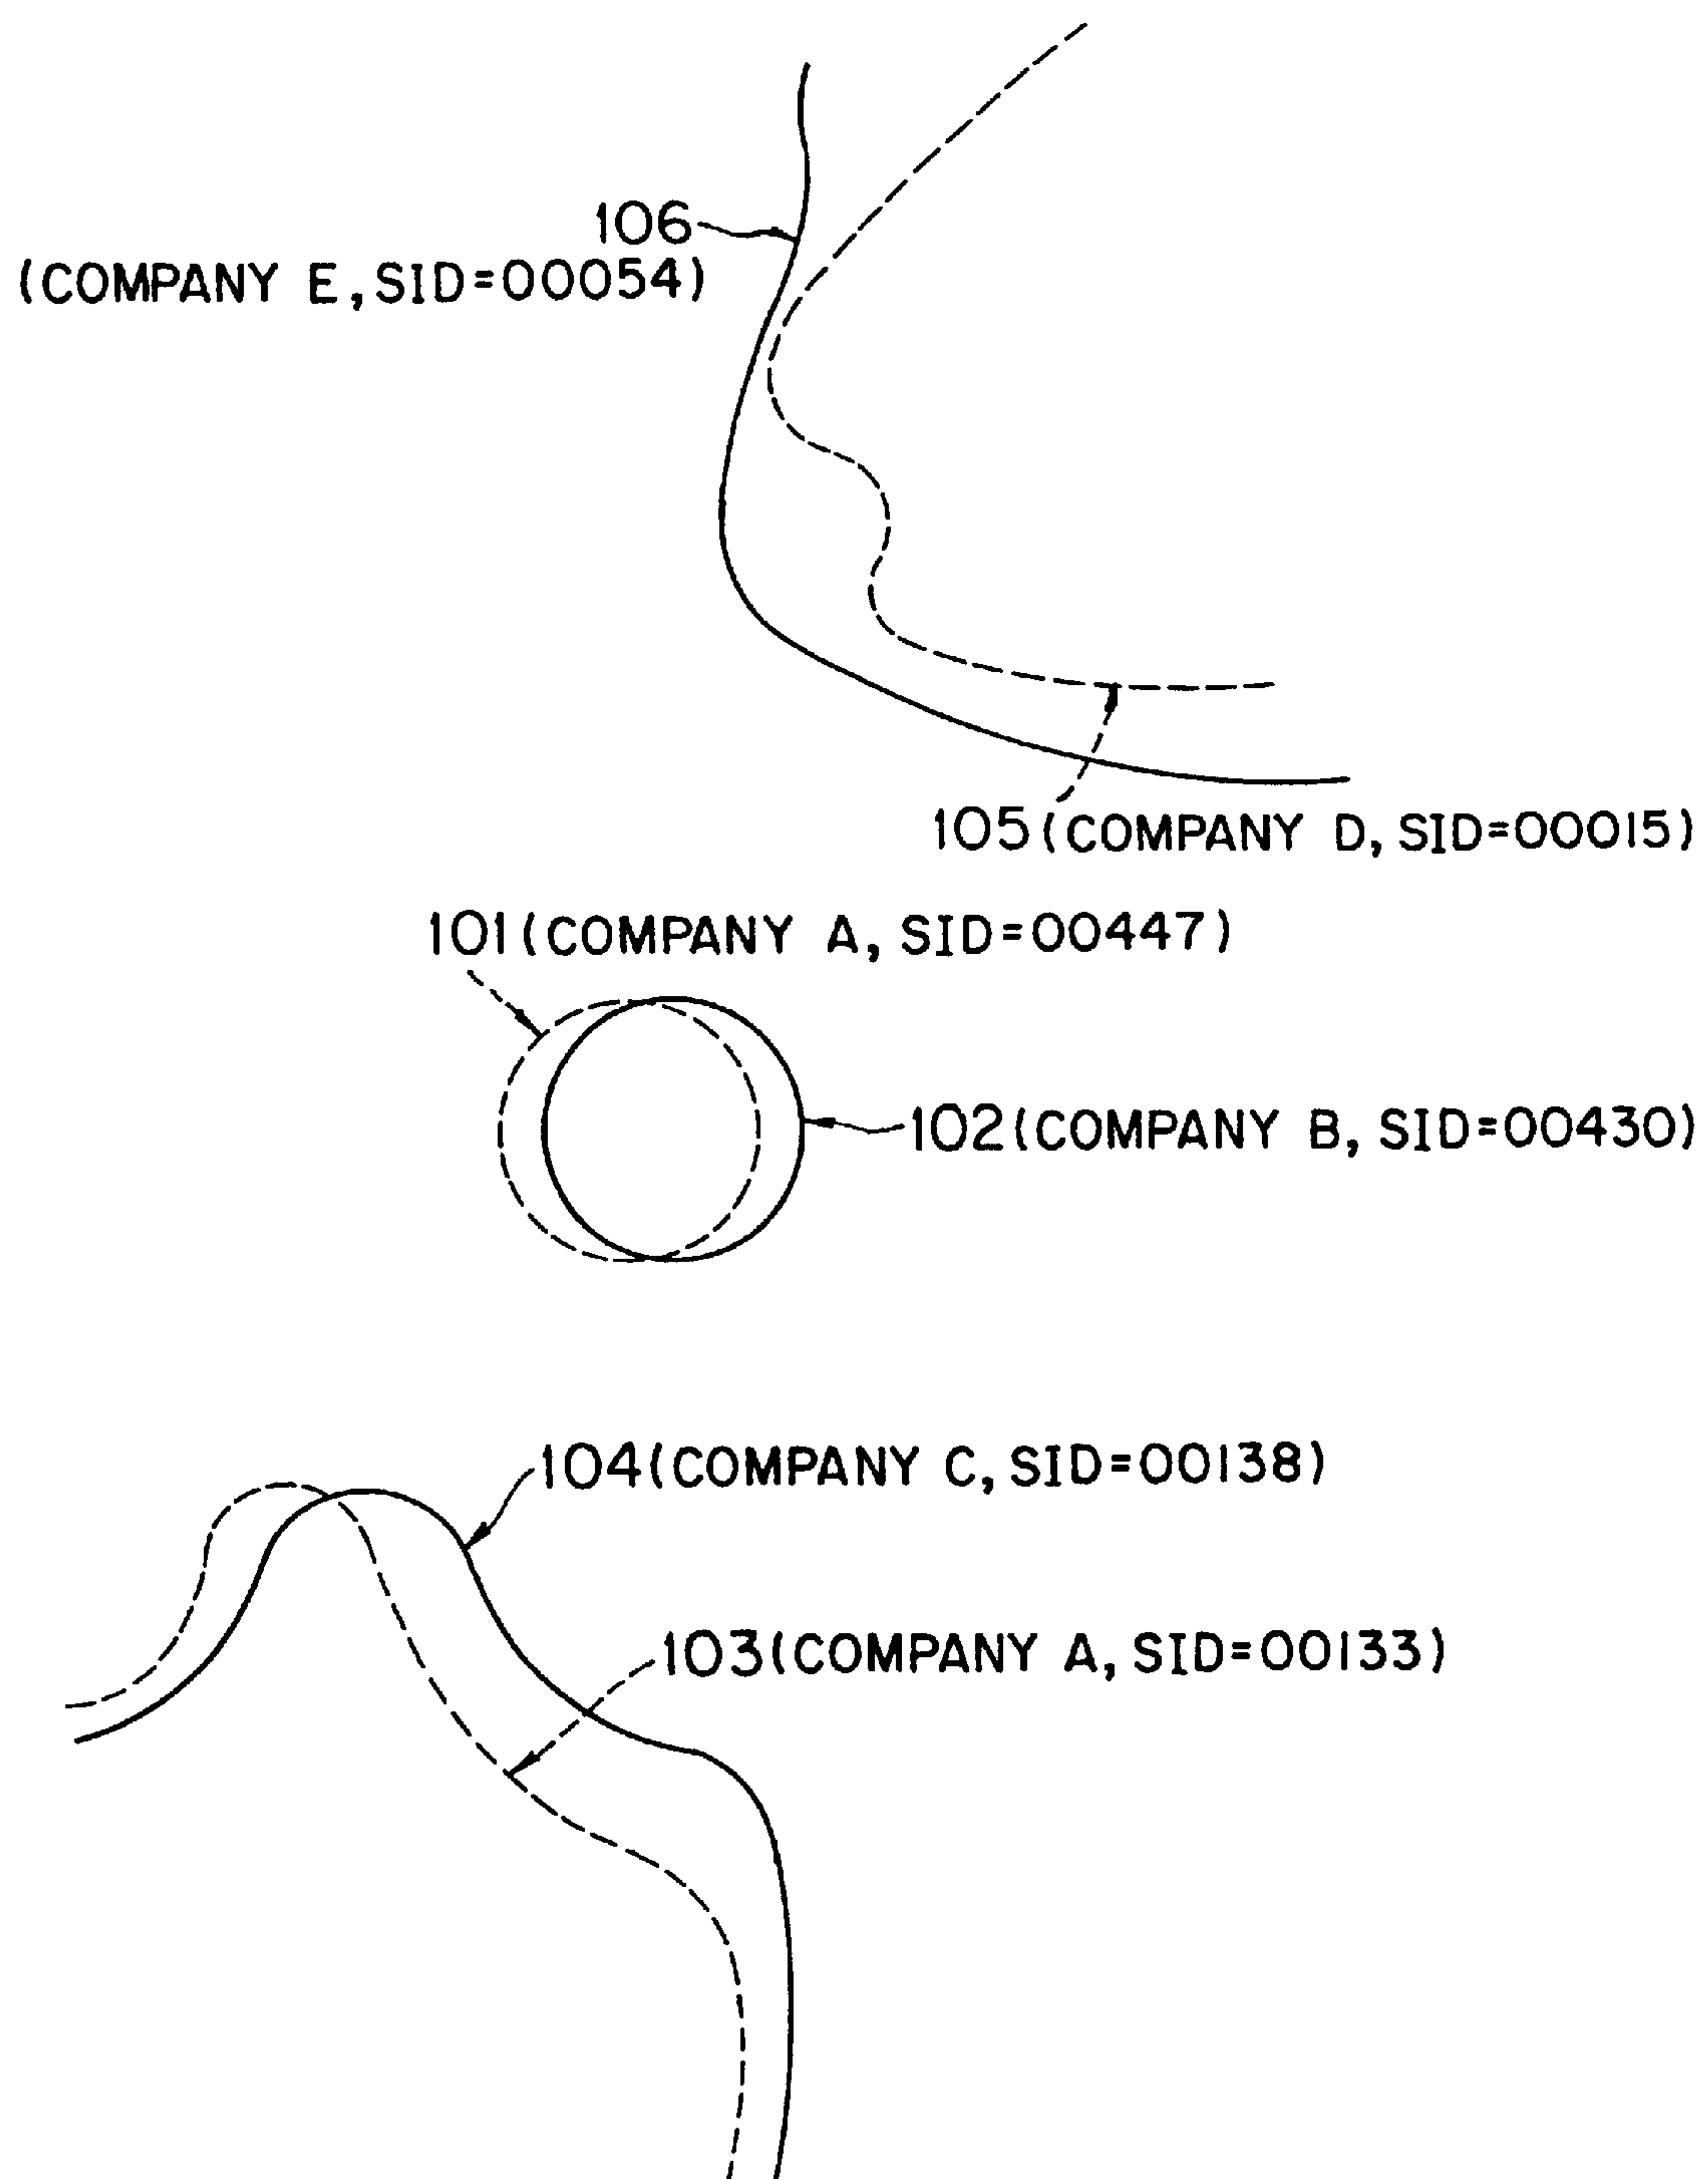 106
(COMPANY E, SID=00054)
105(COMPANY D, SID=00015)
101(COMPANY A, SID=00447)
102(COMPANY B, SID=00430)
104(COMPANY C, SID=00138)
103(COMPANY A, SID=00133)